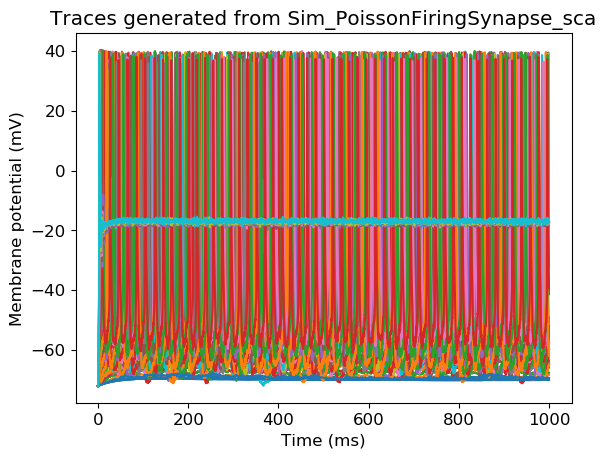 Traces generated from Sim_PoissonFiringSynapse_sca
40
20
0
−20
−40
−60
Membrane potential (mV)
0 200 400 600 800 1000
Time (ms)